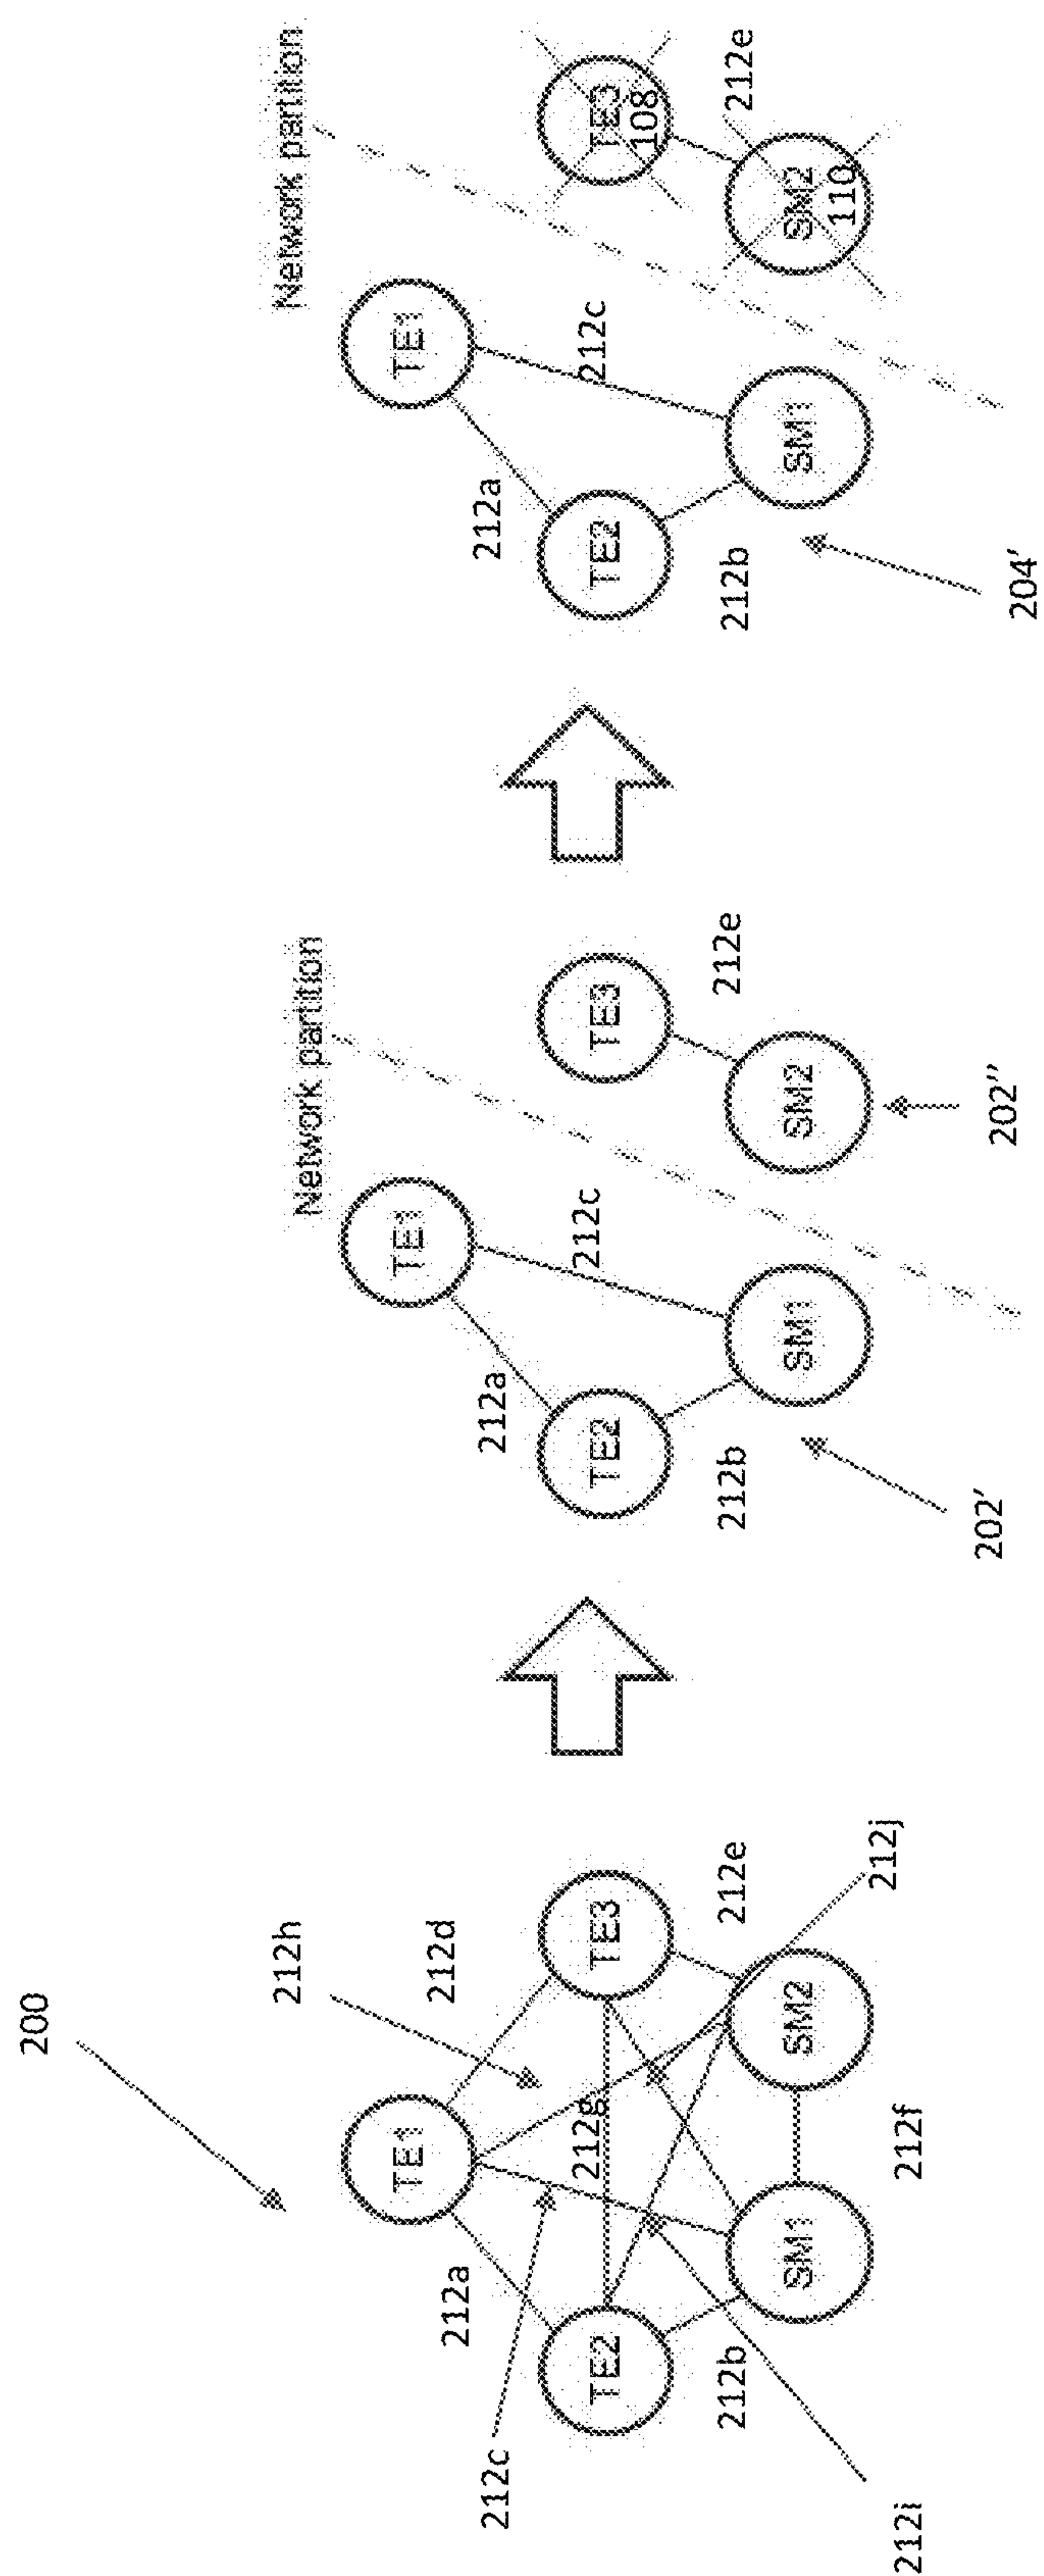 200
212h
212d
TE1
212a
212c
TE2
212g
TE3
212b
212e
SM1
SM2
212f
212i
212j
Network partition
TE1
212a
212c
TE2
TE3
212b
212e
SM1
SM2
202'
202''
Network partition
TE1
212a
212c
TE2
TE3
108
212b
212e
SM1
SM2
110
204'